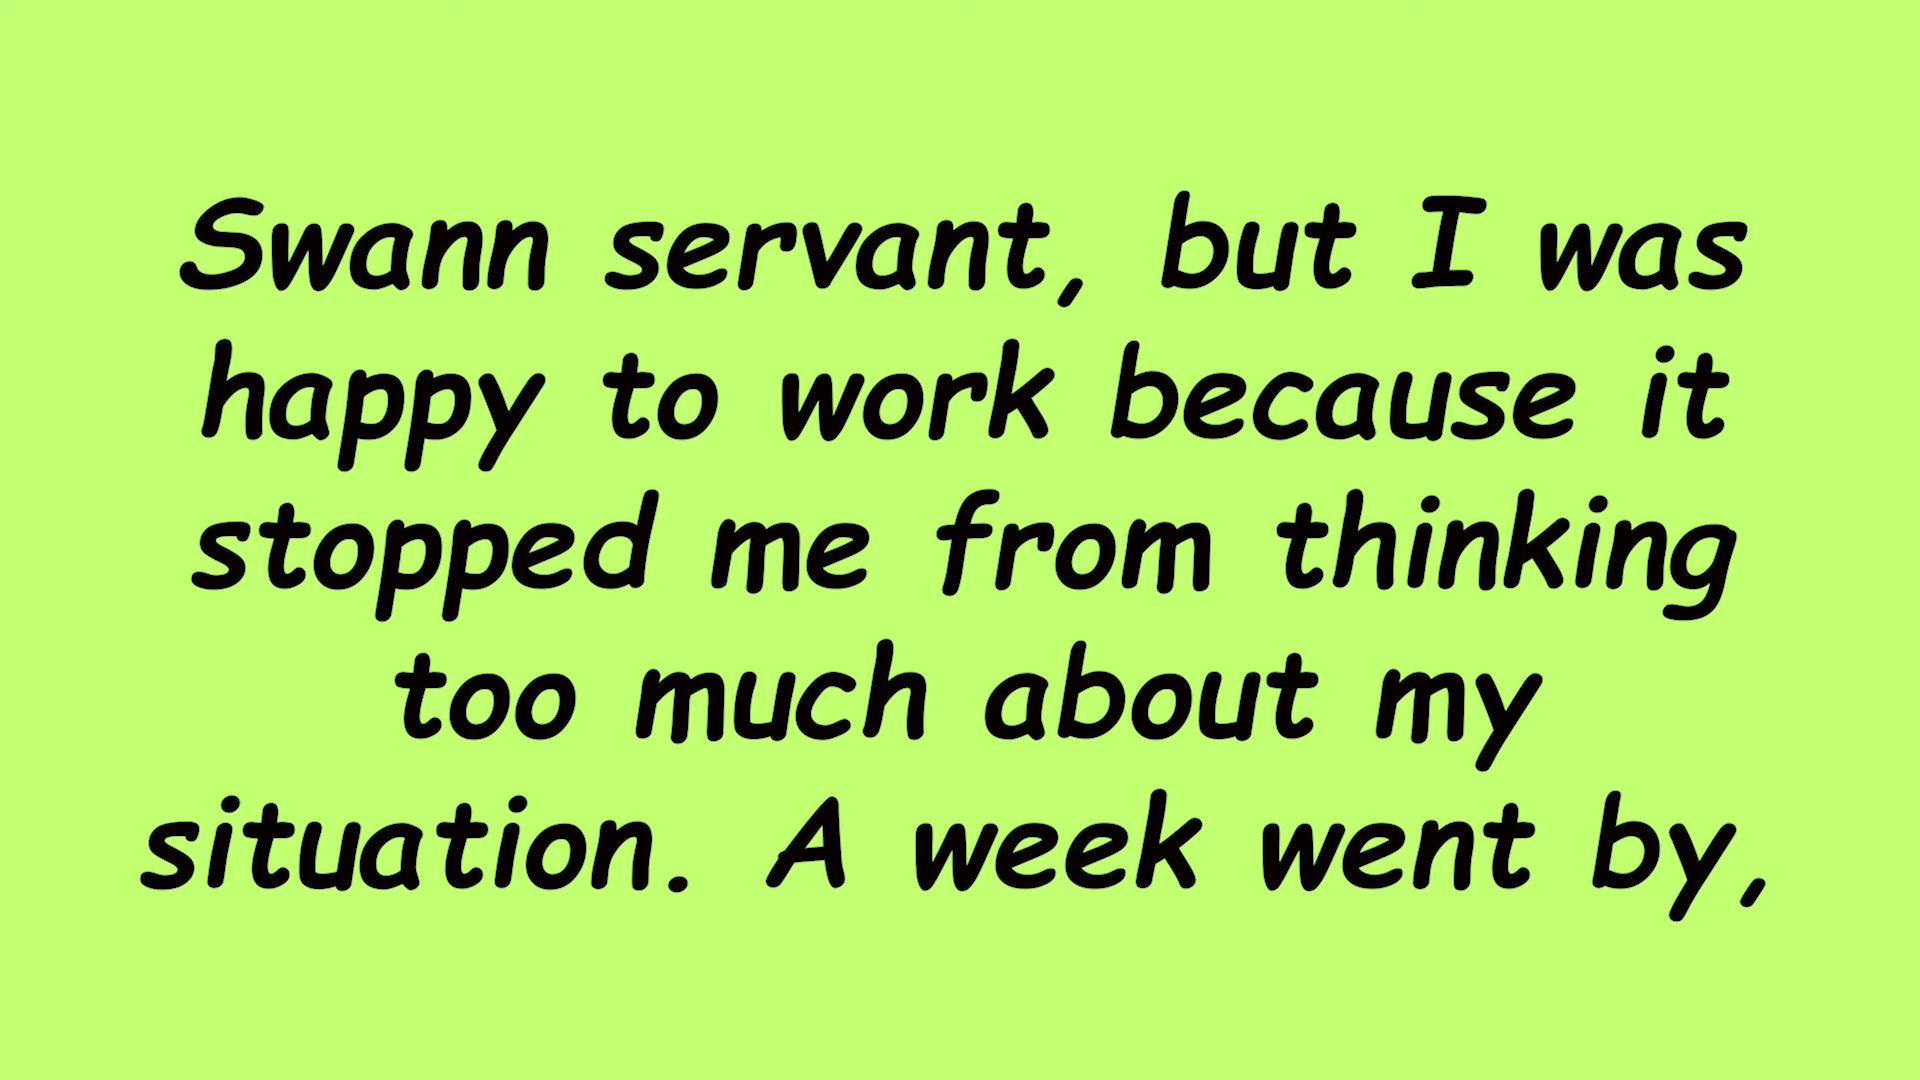 Swann servant, but I was
happy to work because it
stopped me from thinking
too much about my
situation. A week went by,